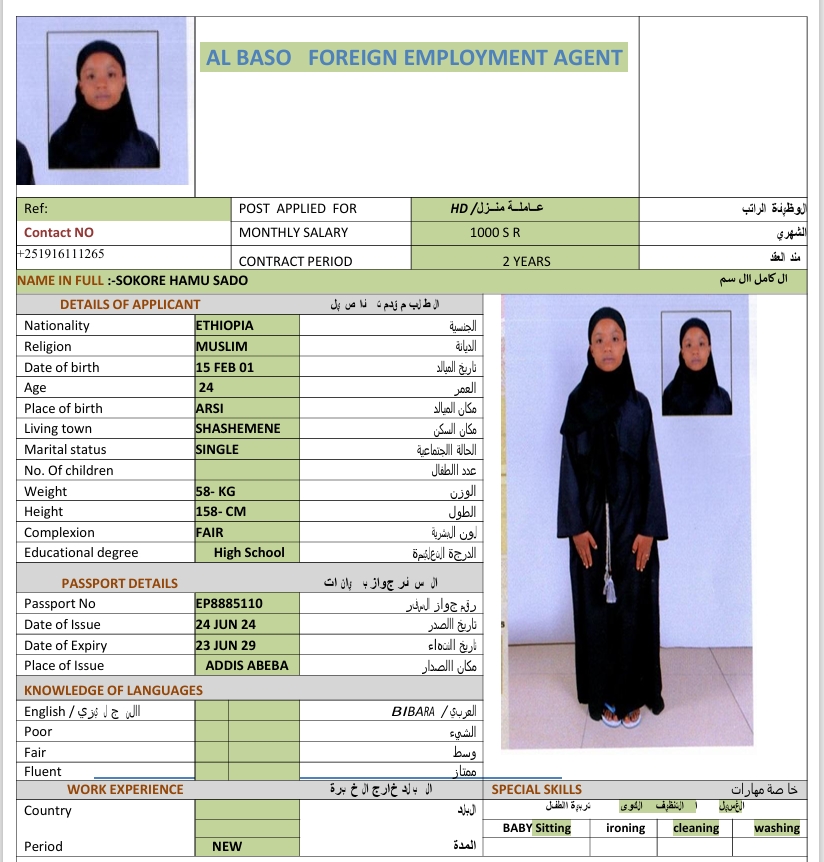 AL BASO FOREIGN EMPLOYMENT AGENT
Ref: POST APPLIED FOR HD /عـاملـة منـزل الوظيفة الراتب
Contact NO MONTHLY SALARY 1000 S R الشهري
+251916111265 CONTRACT PERIOD 2 YEARS مند العقد
NAME IN FULL :-SOKORE HAMU SADO ال كامل اال سم
DETAILS OF APPLICANT
Nationality ETHIOPIA الجنسية
Religion MUSLIM الديانة
Date of birth 15 FEB 01 تاريخ الميالد
Age 24 العمر
Place of birth ARSI مكان الميالد
Living town SHASHEMENE مكان السكن
Marital status SINGLE الحالة االجتماعية
No. Of children عدد االطفال
Weight 58- KG الوزن
Height 158- CM الطول
Complexion FAIR لون البشرية
Educational degree High School الدرجة التعليمية
PASSPORT DETAILS ال س فر جواز ب يان ات
Passport No EP8885110 رقم جواز السفر
Date of Issue 24 JUN 24 تاريخ االصدر
Date of Expiry 23 JUN 29 تاريخ النتهاء
Place of Issue ADDIS ABEBA مكان االصدار
KNOWLEDGE OF LANGUAGES
English / االن ج ل يزي BIBARA / العربي
Poor الشيء
Fair وسط
Fluent ممتاز
WORK EXPERIENCE ال ب لد خارج ال خ برة SPECIAL SKILLS خا صة مهارات
Country البلد تربية الطفل الكوى التنظيف الغسيل
BABY Sitting ironing cleaning washing
Period NEW المدة